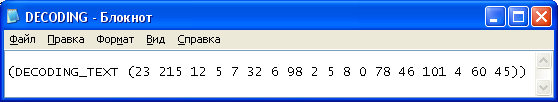 DECODING - Блокнот
Файл Правка Формат Вид Справка
(DECODING_TEXT (23 215 12 5 7 32 6 98 2 5 8 0 78 46 101 4 60 45))